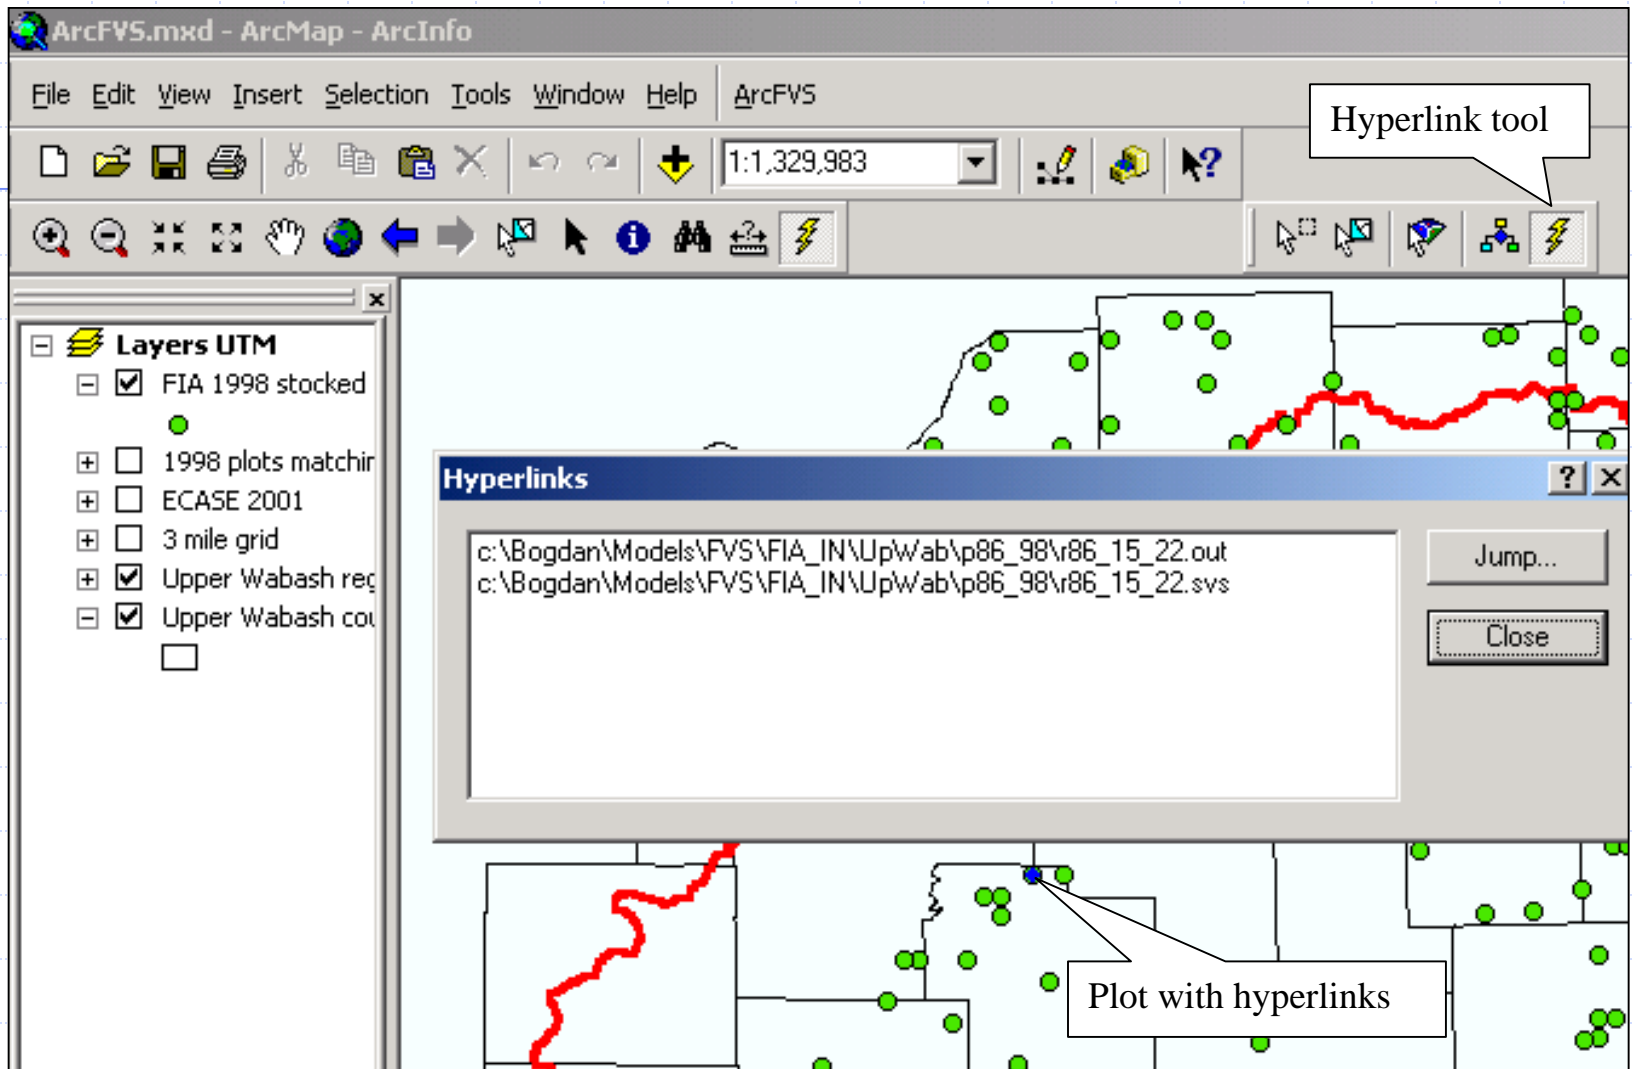 ArcFVS.mxd - ArcMap - ArcInfo
File Edit View Insert Selection Tools Window Help ArcFVS
Hyperlink tool
1:1,329,983
Layers UTM
FIA 1998 stocked
1998 plots matchin
ECASE 2001
3 mile grid
Upper Wabash reg
Upper Wabash cou
Hyperlinks
c:\Bogdan\Models\FVS\FIA_IN\UpWab\p86_98\r86_15_22.out
c:\Bogdan\Models\FVS\FIA_IN\UpWab\p86_98\r86_15_22.svs
Jump...
Close
Plot with hyperlinks